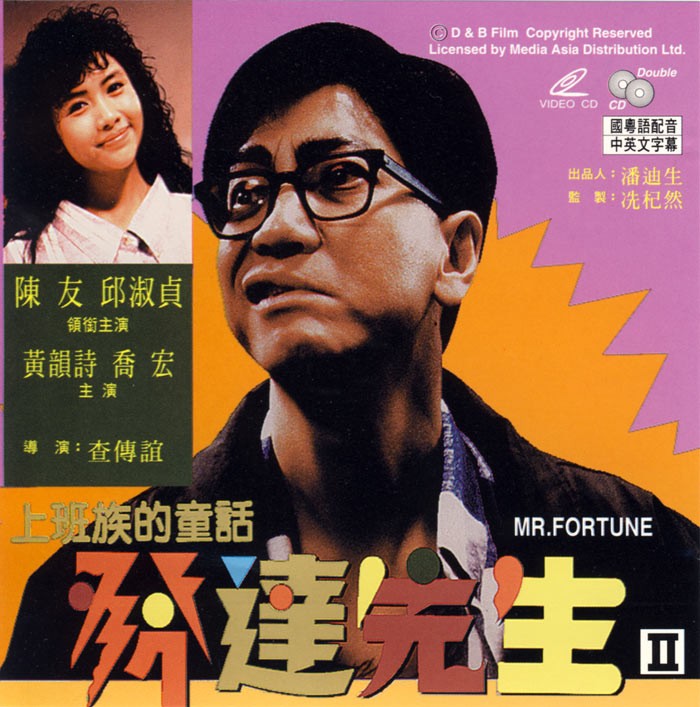 © D & B Film Copyright Reserved
Licensed by Media Asia Distribution Ltd.
VIDEO CD
Double
CD
國粵語配音
中英文字幕
出品人：潘迪生
監製：冼杞然
陳友 邱淑貞
領銜主演
黃韻詩 喬宏
主演
導演：查傳誼
上班族的童話
MR.FORTUNE
發達先生
II